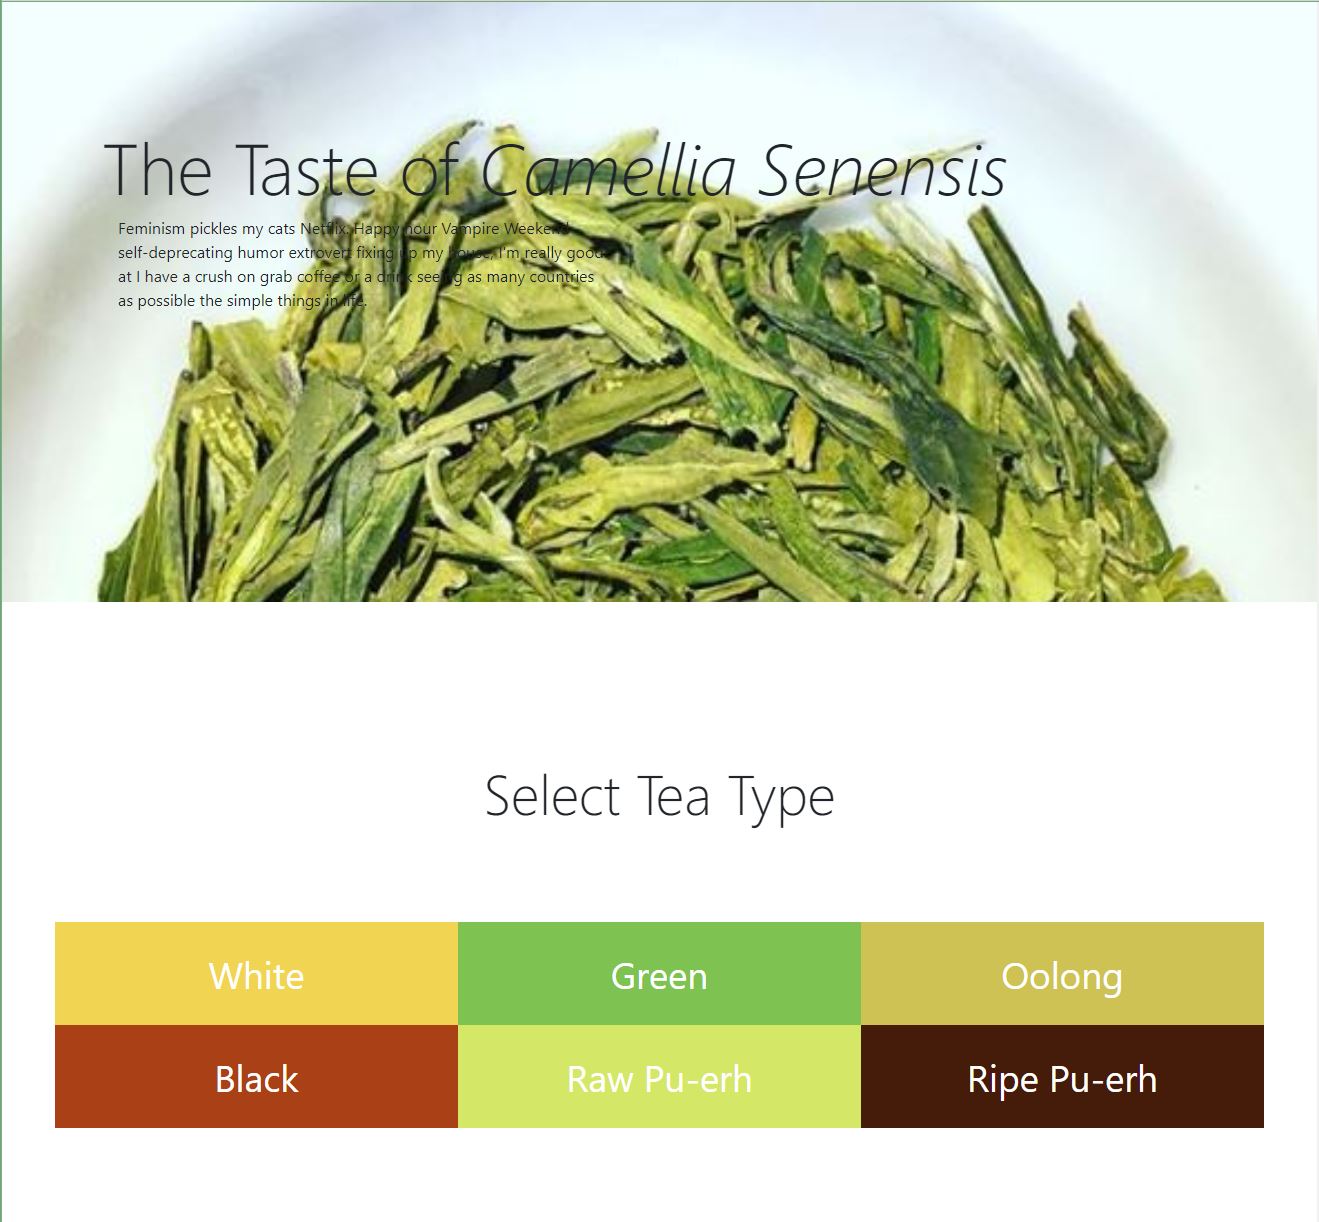 The Taste of Camellia Senensis
Feminism pickles my cats Netflix. Happy hour Vampire Weekend
self-deprecating humor extrovert fixing up my house, I'm really good
at I have a crush on grab coffee or a drink seeing as many countries
as possible the simple things in life.
Select Tea Type
White
Green
Oolong
Black
Raw Pu-erh
Ripe Pu-erh